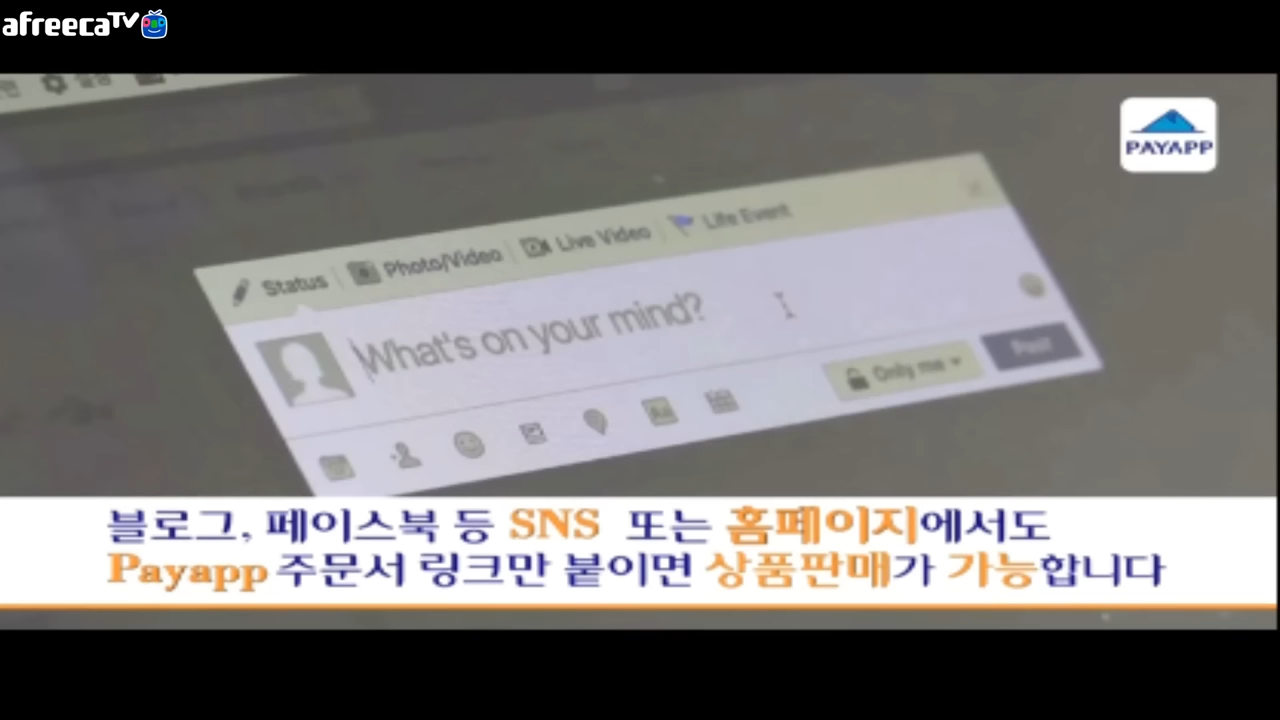 afreecaTV
PAYAPP
Status Photo/Video Live Video Life Event
What's on your mind?
Only me Post
블로그, 페이스북 등 SNS 또는 홈페이지에서도
Payapp 주문서 링크만 붙이면 상품판매가 가능합니다